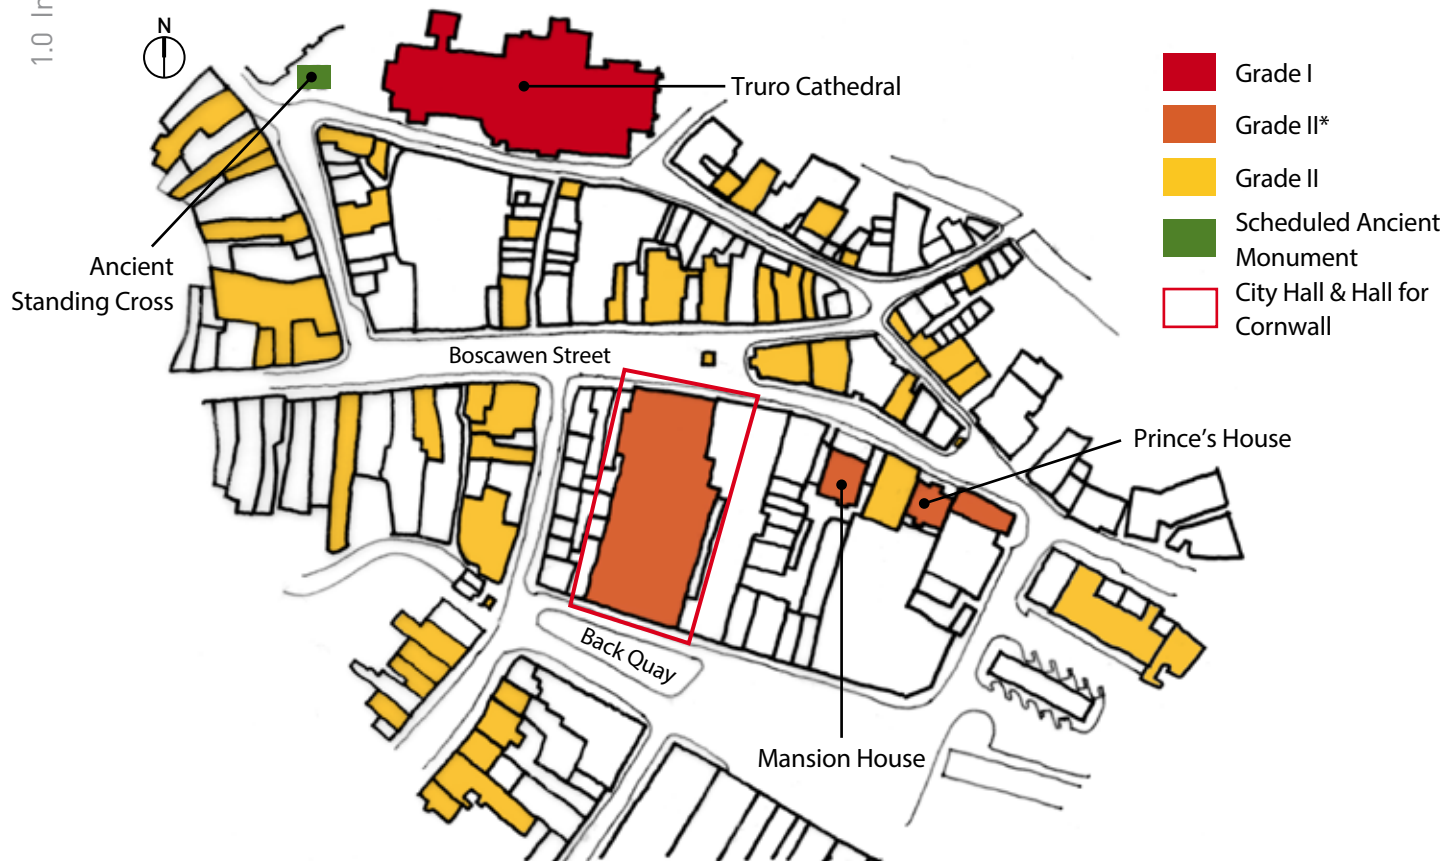 1.0 In
N
Truro Cathedral
Ancient
Standing Cross
Boscawen Street
Prince’s House
Back Quay
Mansion House
Grade I
Grade II*
Grade II
Scheduled Ancient
Monument
City Hall & Hall for
Cornwall